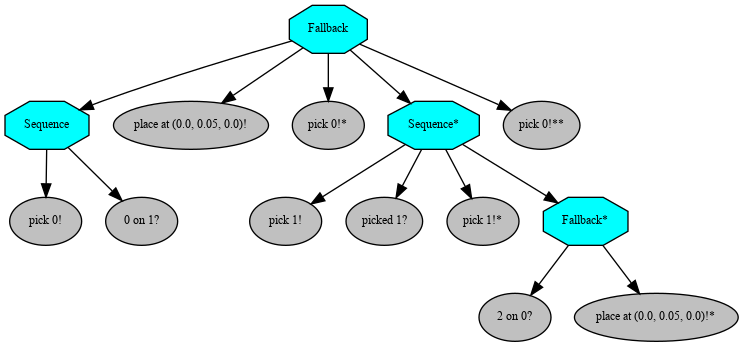 Fallback
Sequence
place at (0.0, 0.05, 0.0)!
pick 0!*
Sequence*
pick 0!**
pick 0!
0 on 1?
pick 1!
picked 1?
pick 1!*
Fallback*
2 on 0?
place at (0.0, 0.05, 0.0)!*